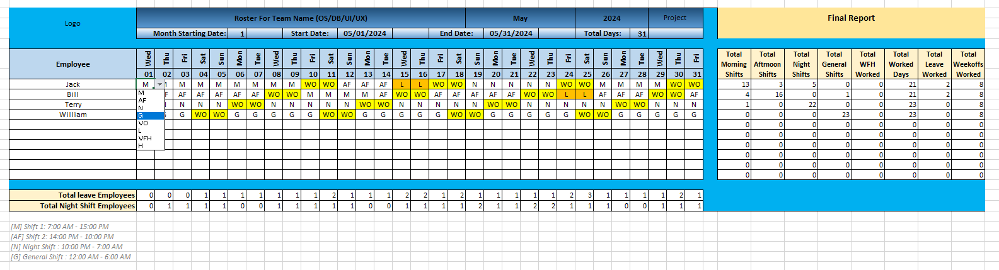 Logo
Roster For Team Name (OS/DB/UI/UX) May 2024 Project
Month Starting Date: 1 Start Date: 05/01/2024 End Date: 05/31/2024 Total Days: 31
Final Report
Employee
Wed Thu Fri Sat Sun Mon Tue Wed Thu Fri Sat Sun Mon Tue Wed Thu Fri Sat Sun Mon Tue Wed Thu Fri Sat Sun Mon Tue Wed Thu Fri
01 02 03 04 05 06 07 08 09 10 11 12 13 14 15 16 17 18 19 20 21 22 23 24 25 26 27 28 29 30 31
Total Total Total Total Total Total Total Total
Morning Aftrnoon Night General WFH Worked Leave Weekoffs
Shifts Shifts Shifts Shifts Worked Days Worked Worked
Jack M M M M M M M M WO WO AF AF AF L L WO WO N N N N N WO WO M M M M WO WO 13 3 5 0 0 21 2 8
Bill AF AF AF AF AF WO WO M M M M AF WO WO AF AF AF AF AF WO WO L L AF AF AF WO WO AF 4 16 0 1 0 21 2 8
Terry N N N N WO WO N N N N N WO WO N N N N N WO WO N N N N N WO WO N N N 1 0 22 0 0 23 0 8
William G WO WO G G G G G WO WO G G G G G WO WO G G G G G WO WO G G G G G 0 0 0 23 0 23 0 8
M
AF
N
G
WO
L
WFH
H
0 0 0 0 0 0 0 0
0 0 0 0 0 0 0 0
0 0 0 0 0 0 0 0
0 0 0 0 0 0 0 0
0 0 0 0 0 0 0 0
0 0 0 0 0 0 0 0
Total leave Employees 0 0 0 1 1 1 1 1 1 1 2 1 1 1 2 2 1 2 1 1 1 1 1 2 3 1 1 1 1 2 1
Total Night Shift Employees 0 1 1 1 1 0 0 1 1 1 1 1 0 0 1 1 1 1 2 1 1 2 2 1 1 1 0 0 1 1 1
[M] Shift 1: 7:00 AM - 15:00 PM
[AF] Shift 2: 14:00 PM - 10:00 PM
[N] Night Shift : 10:00 PM - 7:00 AM
[G] General Shift : 12:00 AM - 6:00 AM